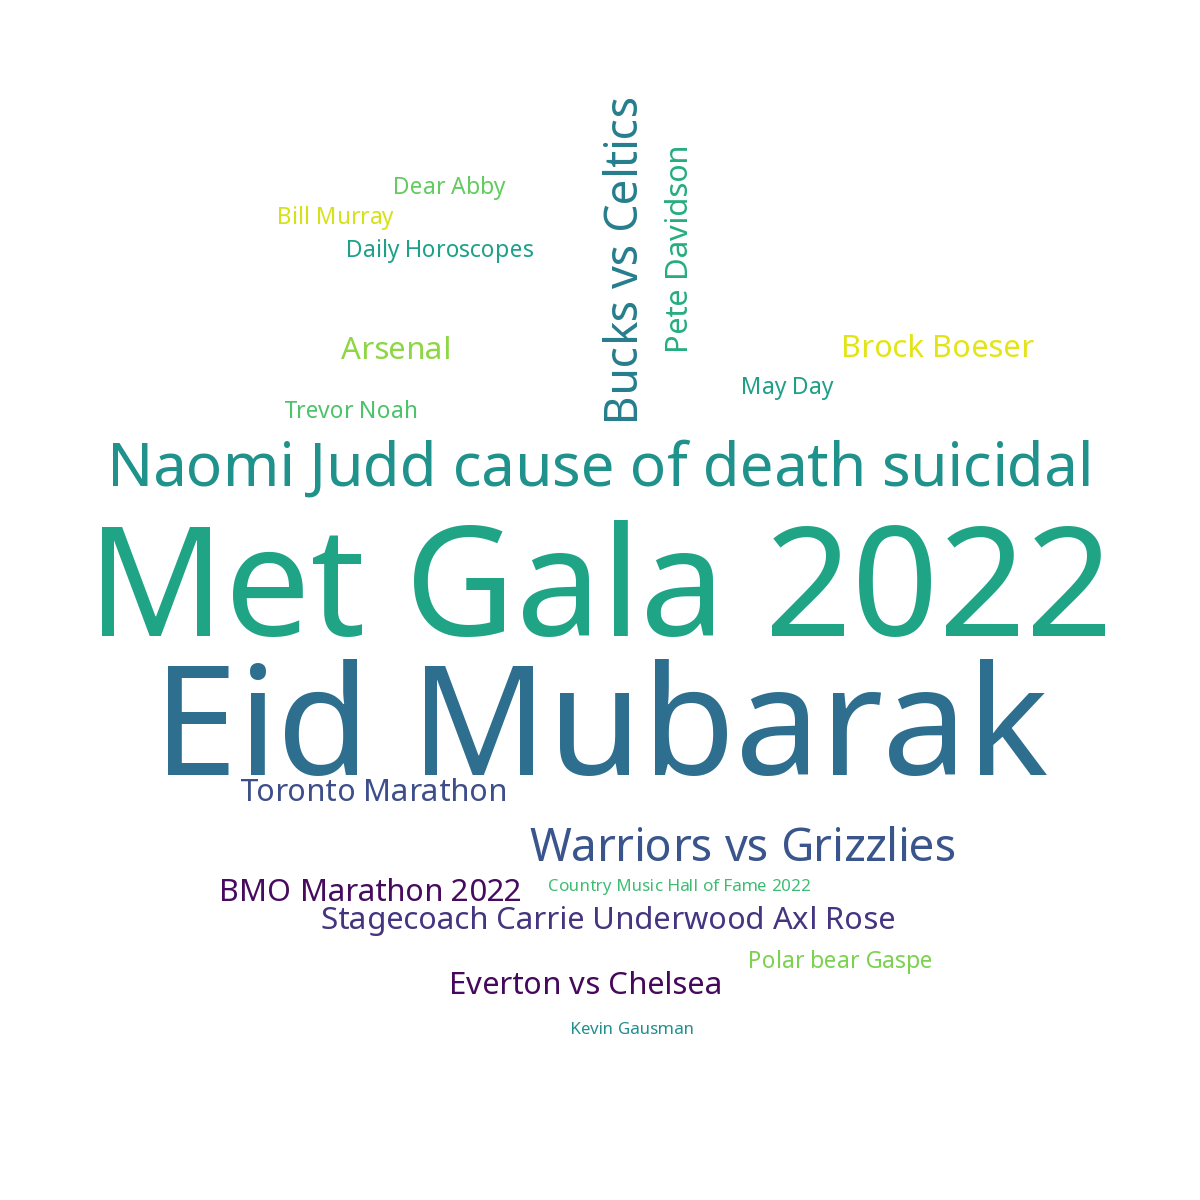 Bucks vs Celtics
Pete Davidson
Dear Abby
Bill Murray
Daily Horoscopes
Arsenal
Brock Boeser
May Day
Trevor Noah
Naomi Judd cause of death suicidal
Met Gala 2022
Eid Mubarak
Toronto Marathon
Warriors vs Grizzlies
BMO Marathon 2022
Country Music Hall of Fame 2022
Stagecoach Carrie Underwood Axl Rose
Polar bear Gaspe
Everton vs Chelsea
Kevin Gausman